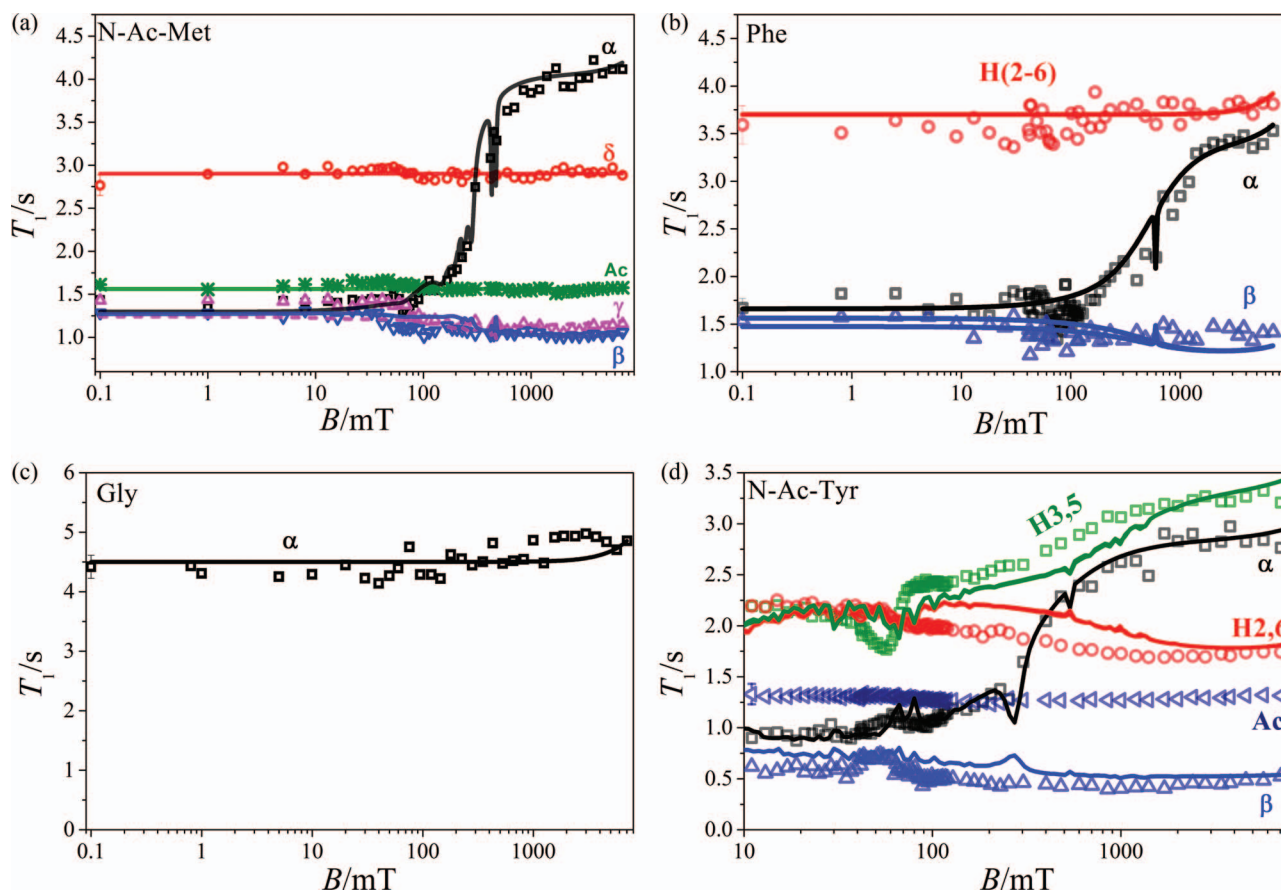 (a)
N-Ac-Met
α
δ
Ac
γ
β
4.5
4.0
3.5
3.0
2.5
2.0
1.5
1.0
T₁/s
0.1 1 10 100 1000
B/mT
(b)
Phe
H(2-6)
α
β
4.5
4.0
3.5
3.0
2.5
2.0
1.5
1.0
T₁/s
0.1 1 10 100 1000
B/mT
(c)
Gly
α
6
5
4
3
2
1
0
T₁/s
0.1 1 10 100 1000
B/mT
(d)
N-Ac-Tyr
H3,5
α
H2,6
Ac
β
3.5
3.0
2.5
2.0
1.5
1.0
0.5
0.0
T₁/s
10 100 1000
B/mT